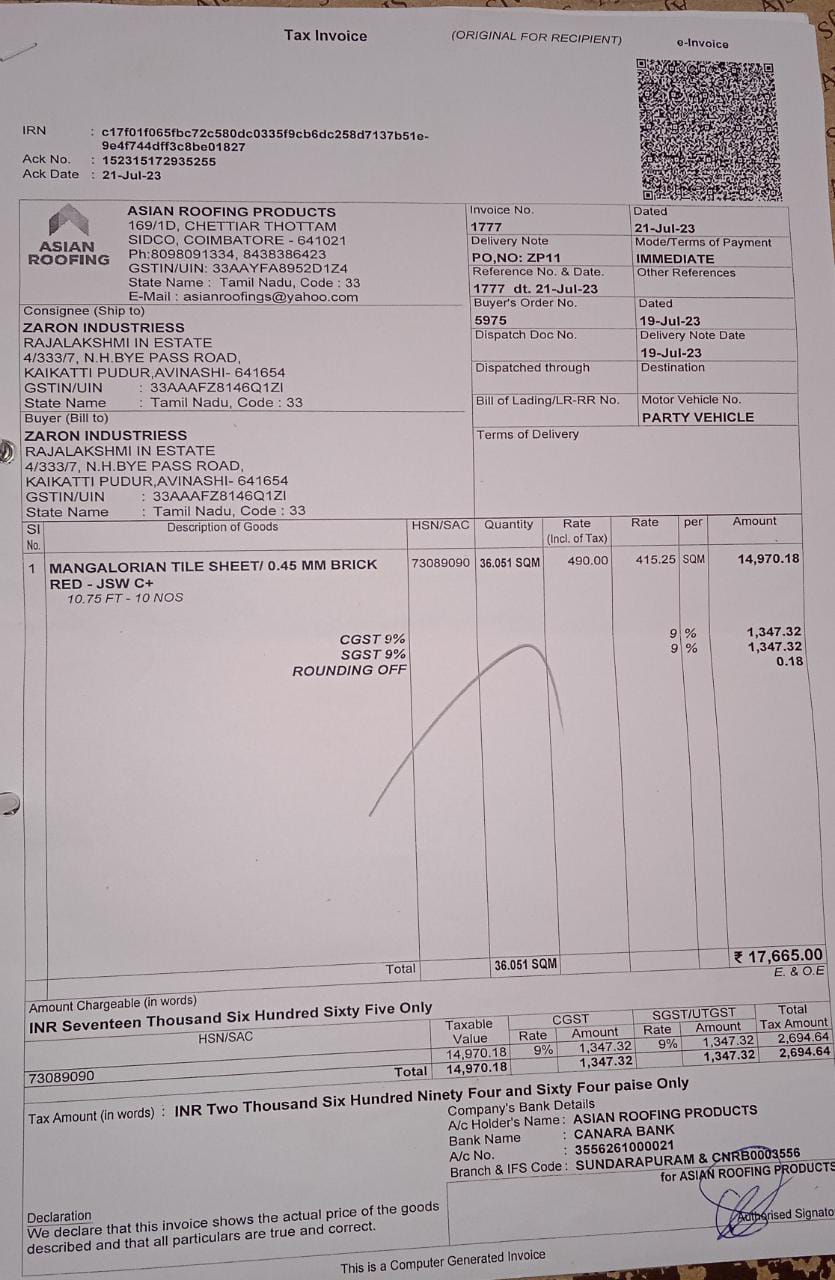 Tax Invoice
(ORIGINAL FOR RECIPIENT)
e-Invoice
IRN : c17f01f065fbc72c580dc0335f9cb6dc258d7137b51e-
9e4f744dff3c8be01827
Ack No. : 152315172935255
Ack Date : 21-Jul-23
ASIAN
ROOFING
ASIAN ROOFING PRODUCTS
169/1D, CHETTIAR THOTTAM
SIDCO, COIMBATORE - 641021
Ph:8098091334, 8438386423
GSTIN/UIN: 33AAYFA8952D1Z4
State Name : Tamil Nadu, Code : 33
E-Mail : asianroofings@yahoo.com
Invoice No.
1777
Dated
21-Jul-23
Delivery Note
PO,NO: ZP11
Mode/Terms of Payment
IMMEDIATE
Reference No. & Date.
1777 dt. 21-Jul-23
Other References
Buyer's Order No.
5975
Dated
19-Jul-23
Dispatch Doc No.
Delivery Note Date
19-Jul-23
Dispatched through
Destination
Bill of Lading/LR-RR No.
Motor Vehicle No.
PARTY VEHICLE
Terms of Delivery
Consignee (Ship to)
ZARON INDUSTRIESS
RAJALAKSHMI IN ESTATE
4/333/7, N.H.BYE PASS ROAD,
KAIKATTI PUDUR,AVINASHI- 641654
GSTIN/UIN : 33AAAFZ8146Q1ZI
State Name : Tamil Nadu, Code : 33
Buyer (Bill to)
ZARON INDUSTRIESS
RAJALAKSHMI IN ESTATE
4/333/7, N.H.BYE PASS ROAD,
KAIKATTI PUDUR,AVINASHI- 641654
GSTIN/UIN : 33AAAFZ8146Q1ZI
State Name : Tamil Nadu, Code : 33
SI No. Description of Goods HSN/SAC Quantity Rate (Incl. of Tax) Rate per Amount
1 MANGALORIAN TILE SHEET/ 0.45 MM BRICK 73089090 36.051 SQM 490.00 415.25 SQM 14,970.18
RED - JSW C+
10.75 FT - 10 NOS
CGST 9% 9 % 1,347.32
SGST 9% 9 % 1,347.32
ROUNDING OFF 0.18
Total 36.051 SQM ₹ 17,665.00
E. & O.E
Amount Chargeable (in words)
INR Seventeen Thousand Six Hundred Sixty Five Only
HSN/SAC Taxable Value CGST SGST/UTGST Total Tax Amount
Rate Amount Rate Amount
73089090 14,970.18 9% 1,347.32 9% 1,347.32 2,694.64
Total 14,970.18 1,347.32 1,347.32 2,694.64
Tax Amount (in words) : INR Two Thousand Six Hundred Ninety Four and Sixty Four paise Only
Company's Bank Details
A/c Holder's Name : ASIAN ROOFING PRODUCTS
Bank Name : CANARA BANK
A/c No. : 3556261000021
Branch & IFS Code : SUNDARAPURAM & CNRB0003556
for ASIAN ROOFING PRODUCTS
Authorised Signato
Declaration
We declare that this invoice shows the actual price of the goods
described and that all particulars are true and correct.
This is a Computer Generated Invoice